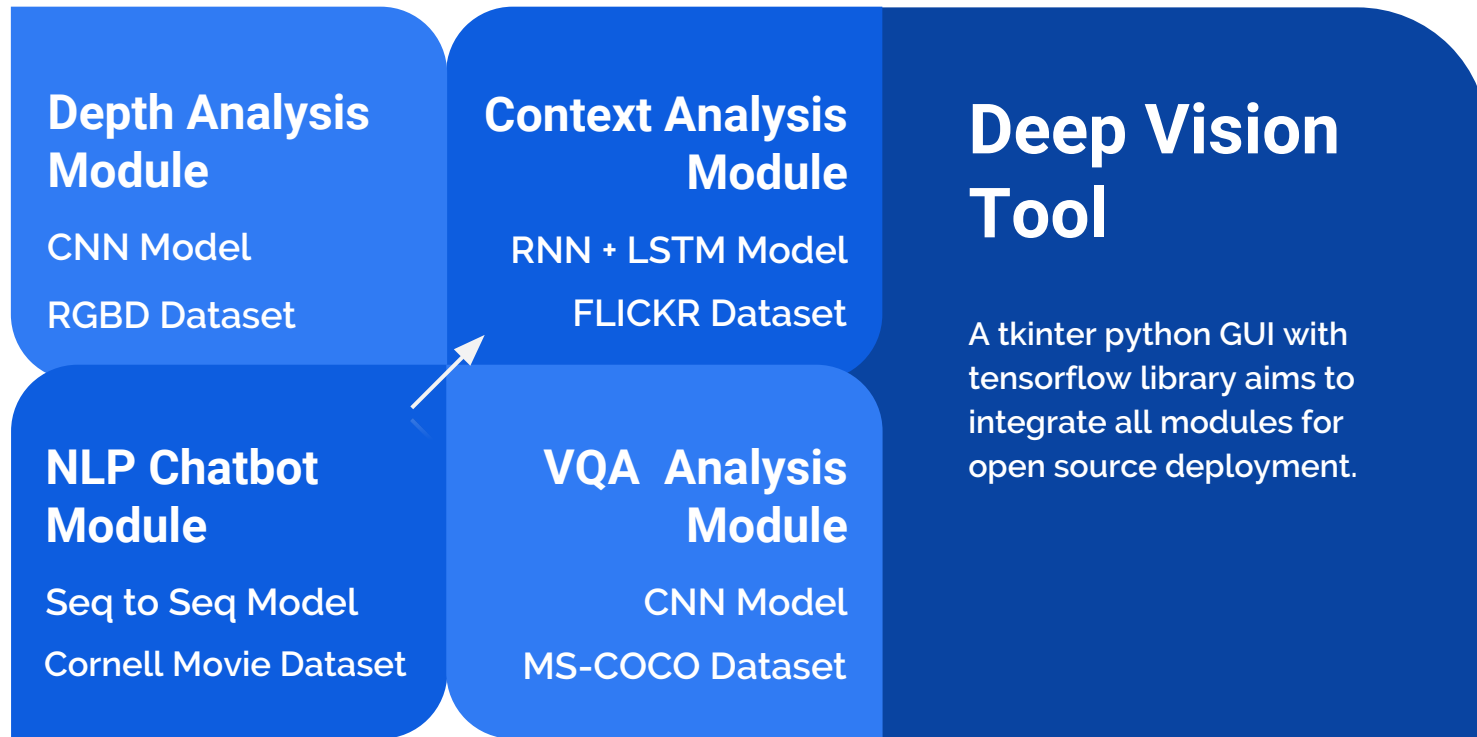 Depth Analysis
Module
CNN Model
RGBD Dataset
Context Analysis
Module
RNN + LSTM Model
FLICKR Dataset
NLP Chatbot
Module
Seq to Seq Model
Cornell Movie Dataset
VQA  Analysis
Module
CNN Model
MS-COCO Dataset
Deep Vision
Tool
A tkinter python GUI with
tensorflow library aims to
integrate all modules for
open source deployment.